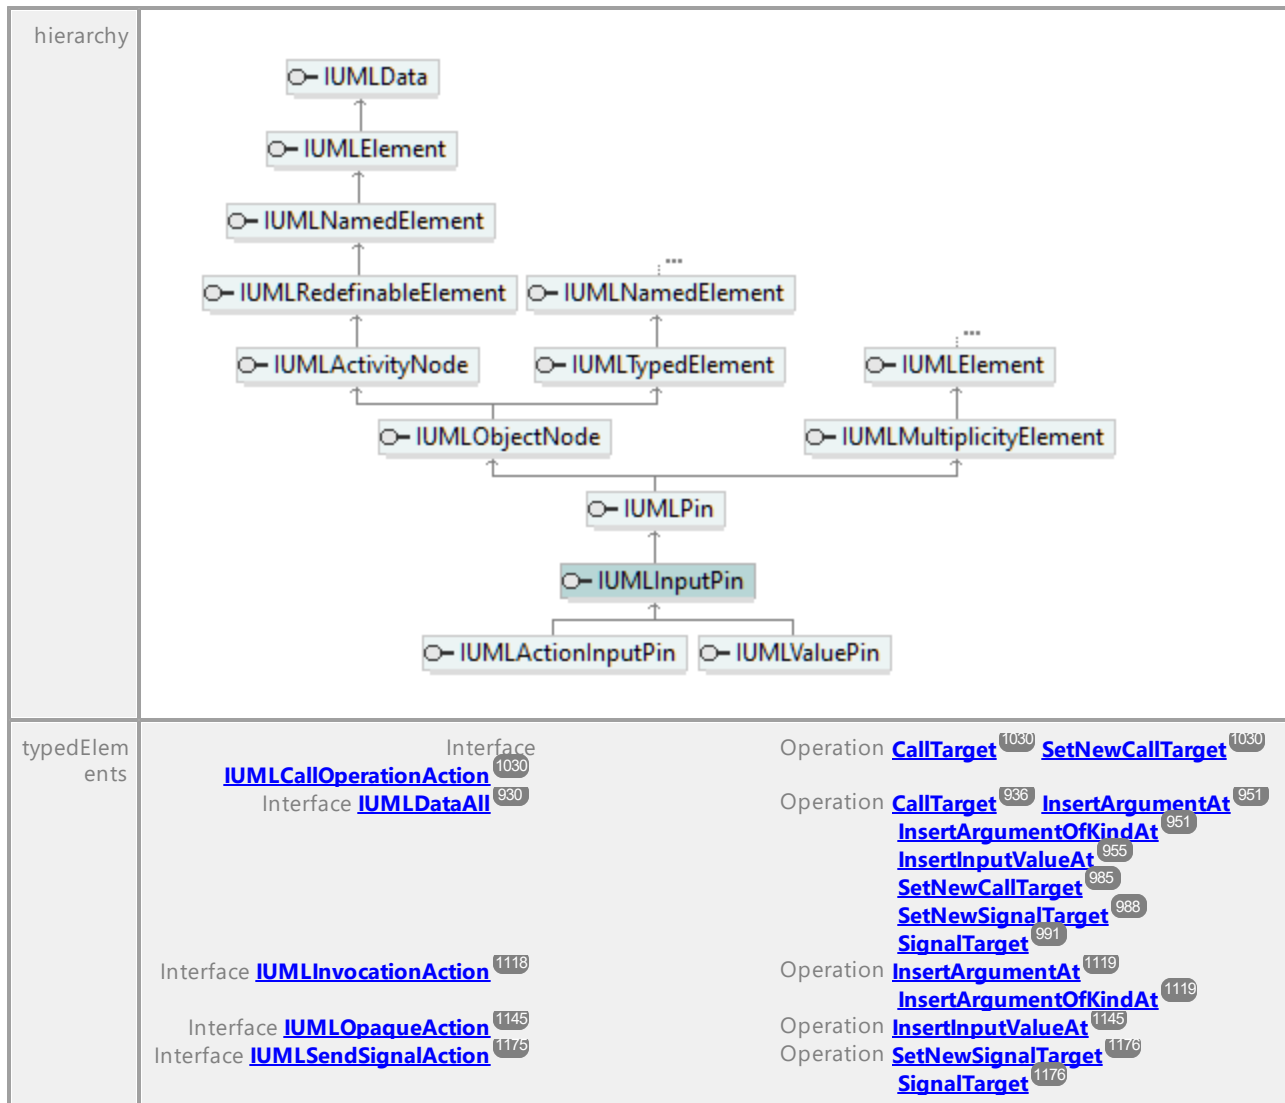 hierarchy
IUMLData
IUMLElement
IUMLNamedElement
...
IUMLRedefinableElement IUMLNamedElement
...
IUMLActivityNode IUMLTypedElement IUMLElement
IUMLObjectNode IUMLMultiplicityElement
IUMLPin
IUMLInputPin
IUMLActionInputPin IUMLValuePin
typedElem
ents
Interface
IUMLCallOperationAction 1030
Operation CallTarget 1030 SetNewCallTarget 1030
Interface IUMLDataAll 930
Operation CallTarget 936 InsertArgumentAt 951
InsertArgumentOfKindAt 951
InsertInputValueAt 955
SetNewCallTarget 985
SetNewSignalTarget 988
SignalTarget 991
Interface IUMLInvocationAction 1118
Operation InsertArgumentAt 1119
InsertArgumentOfKindAt 1119
Interface IUMLOpaqueAction 1145
Operation InsertInputValueAt 1145
Interface IUMLSendSignalAction 1175
Operation SetNewSignalTarget 1176
SignalTarget 1176